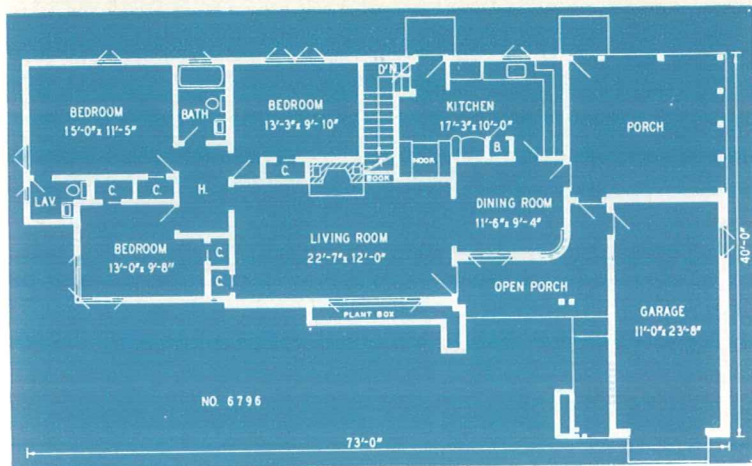 D'N.
BEDROOM
15'-0" x 11'-5"
BATH
BEDROOM
13'-3" x 9'-10"
KITCHEN
17'-3" x 10'-0"
PORCH
NOOK
B.
C.
BOOK
LAV.
C.
C.
H.
DINING ROOM
11'-6" x 9'-4"
BEDROOM
13'-0" x 9'-8"
C.
C.
LIVING ROOM
22'-7" x 12'-0"
OPEN PORCH
PLANT BOX
GARAGE
11'-0" x 23'-8"
40'-0"
NO. 6796
73'-0"